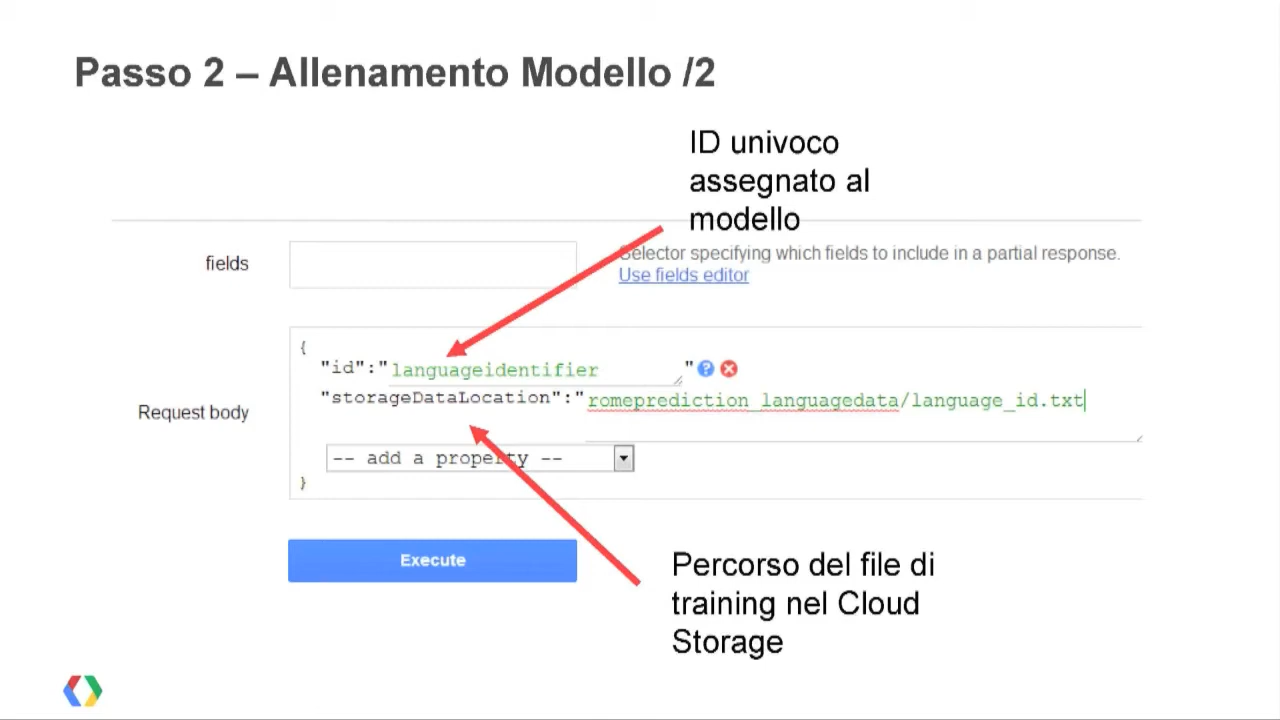 Passo 2 – Allenamento Modello /2
ID univoco
assegnato al
modello
fields
Selector specifying which fields to include in a partial response.
Use fields editor
Request body
{
"id":"languageidentifier "
"storageDataLocation":"romeprediction_languagedata/language_id.txt
-- add a property --
}
Execute
Percorso del file di
training nel Cloud
Storage